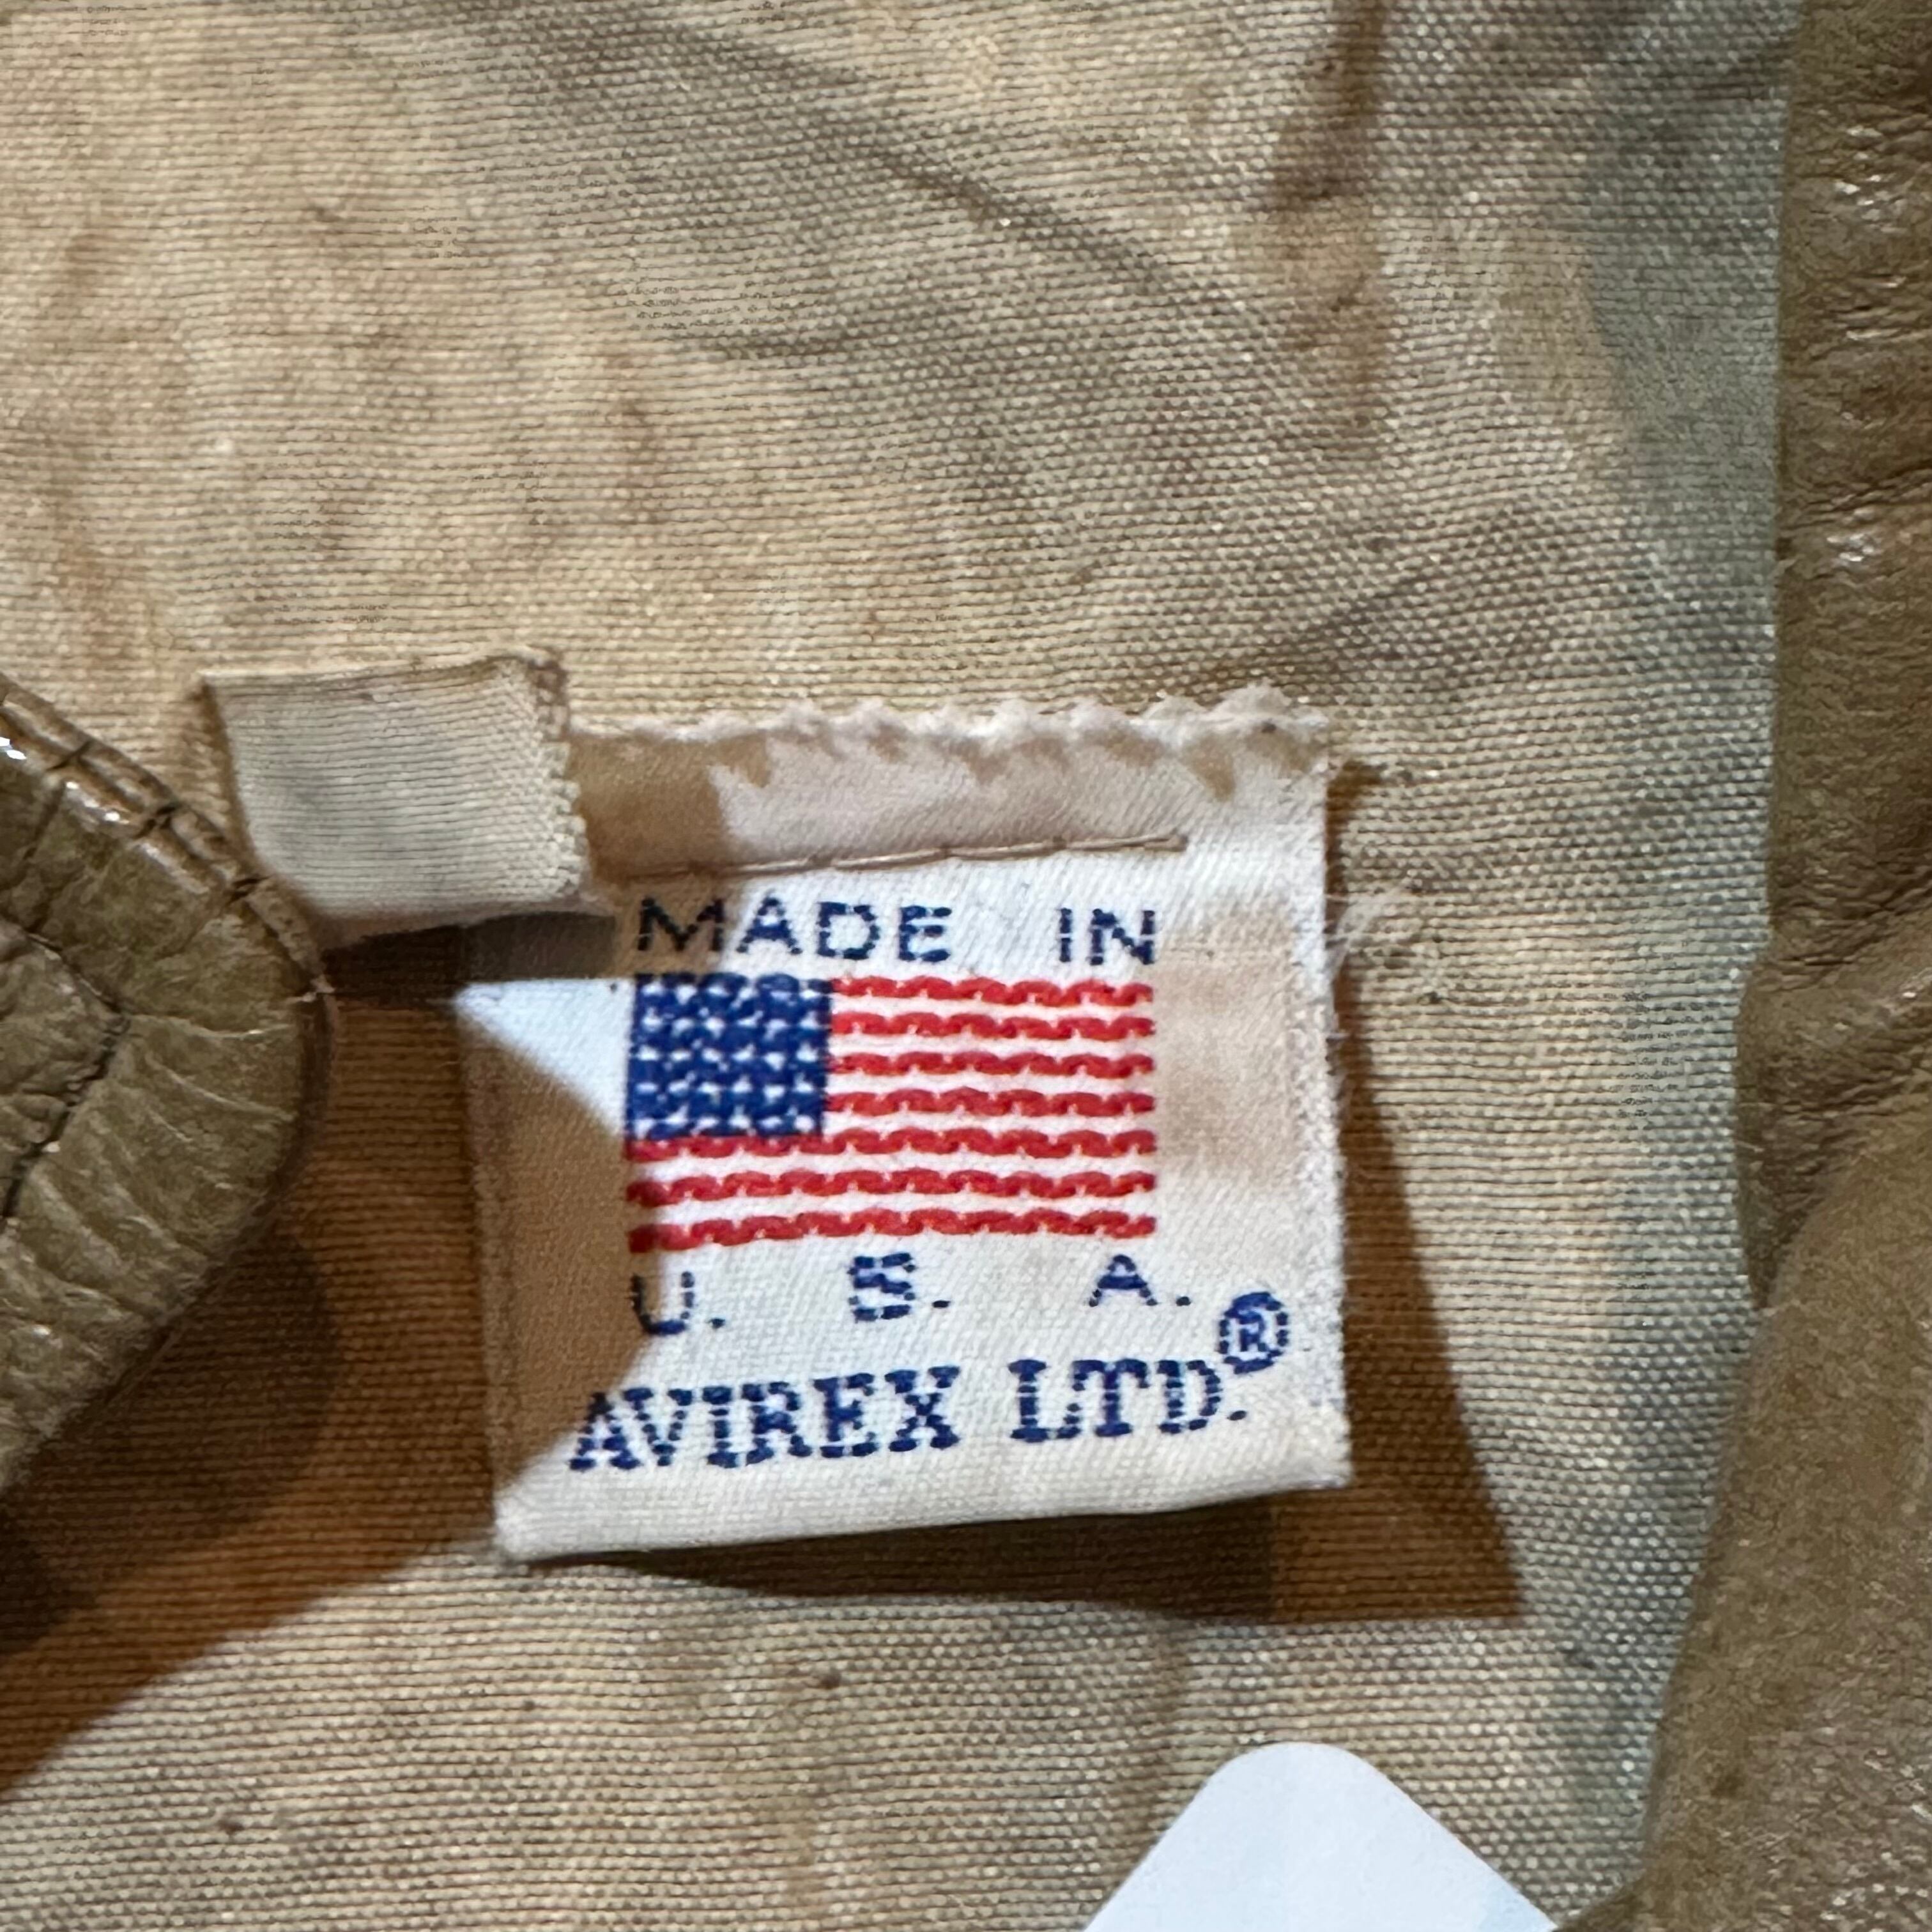 MADE IN
U. S. A.
AVIREX LTD.®